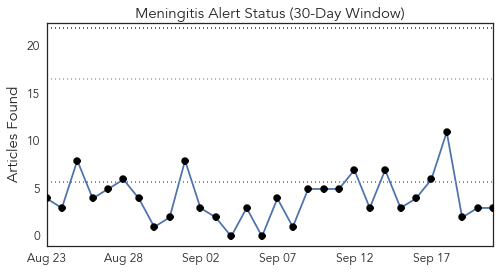 Meningitis Alert Status (30-Day Window)
Articles Found
20
15
10
5
0
Aug 23
Aug 28
Sep 02
Sep 07
Sep 12
Sep 17